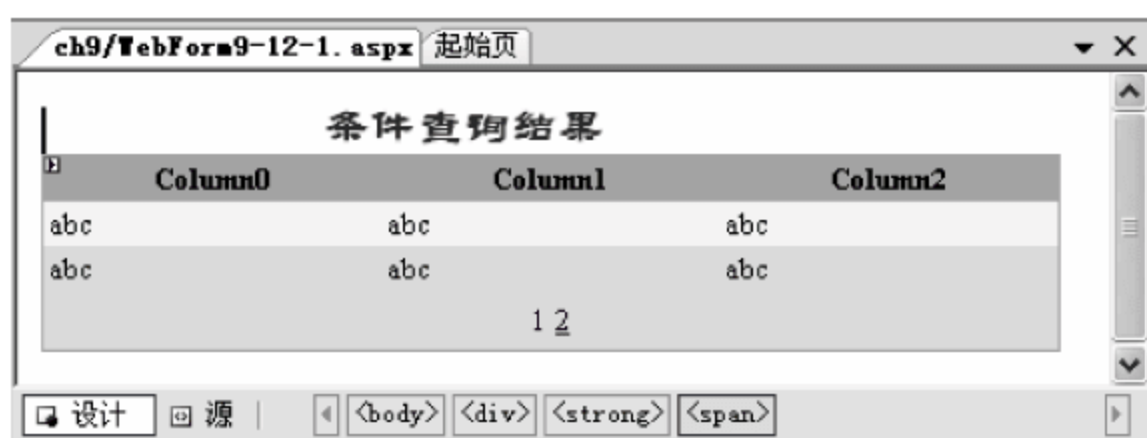 ch9/WebForm9-12-1.aspx 起始页
条件查询结果
Column0 Column1 Column2
abc abc abc
abc abc abc
1 2
设计 源 <body> <div> <strong> <span>